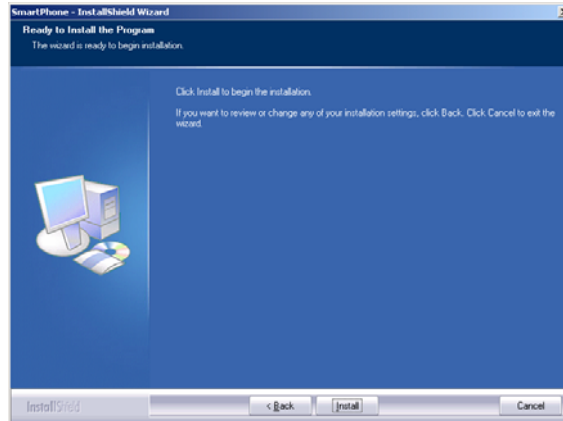 SmartPhone - InstallShield Wizard
Ready to Install the Program
The wizard is ready to begin installation.
Click Install to begin the installation.
If you want to review or change any of your installation settings, click Back. Click Cancel to exit the
wizard.
InstallShield
< Back Install Cancel